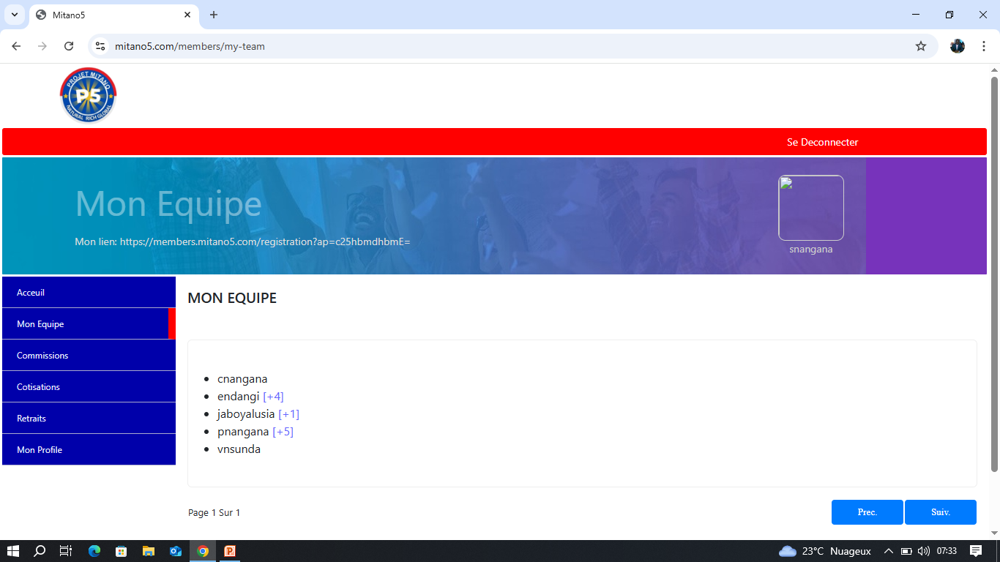 Mitano5
mitano5.com/members/my-team
PROJET MITANO
P5
NATURAL RICH GLOBAL
Se Deconnecter
Mon Equipe
Mon lien: https://members.mitano5.com/registration?ap=c25hbmdhbmE=
snangana
Acceuil
Mon Equipe
Commissions
Cotisations
Retraits
Mon Profile
MON EQUIPE
cnangana
endangi [+4]
jaboyalusia [+1]
pnangana [+5]
vnsunda
Page 1 Sur 1
Prec.
Suiv.
23°C Nuageux
07:33